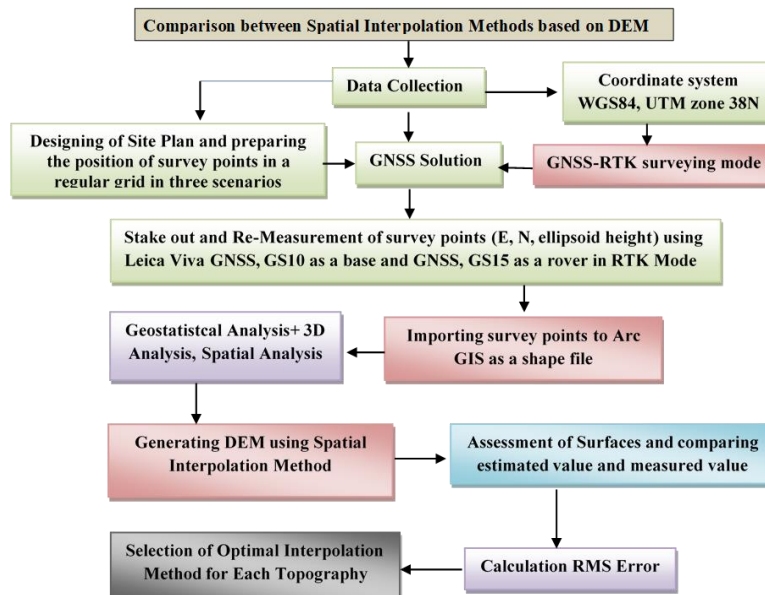 Comparison between Spatial Interpolation Methods based on DEM
Data Collection
Coordinate system
WGS84, UTM zone 38N
Designing of Site Plan and preparing
the position of survey points in a
regular grid in three scenarios
GNSS Solution
GNSS-RTK surveying mode
Stake out and Re-Measurement of survey points (E, N, ellipsoid height) using
Leica Viva GNSS, GS10 as a base and GNSS, GS15 as a rover in RTK Mode
Geostatistcal Analysis+ 3D
Analysis, Spatial Analysis
Importing survey points to Arc
GIS as a shape file
Generating DEM using Spatial
Interpolation Method
Assessment of Surfaces and comparing
estimated value and measured value
Selection of Optimal Interpolation
Method for Each Topography
Calculation RMS Error